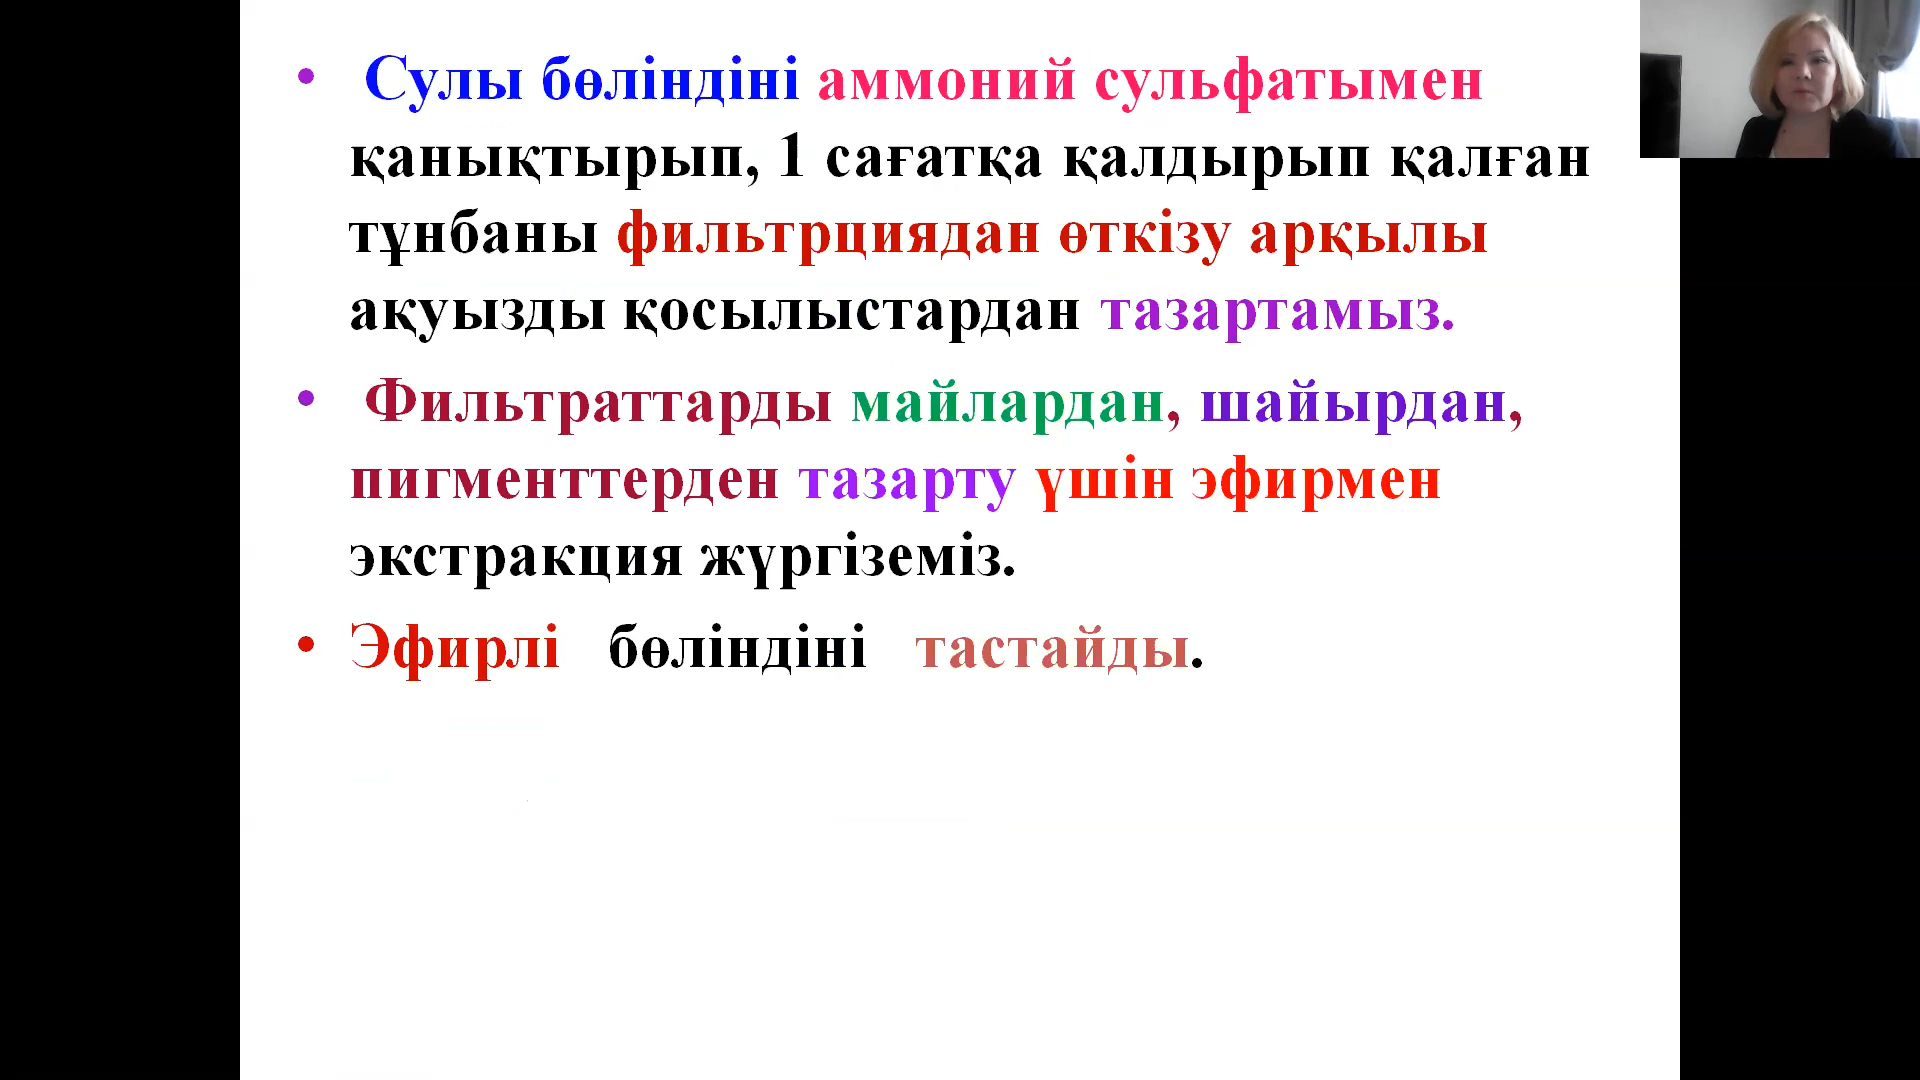 • Сулы бөліндіні аммоний сульфатымен
қанықтырып, 1 сағатқа қалдырып қалған
тұнбаны фильтрциядан өткізу арқылы
ақуызды қосылыстардан тазартамыз.
• Фильтраттарды майлардан, шайырдан,
пигменттерден тазарту үшін эфирмен
экстракция жүргіземіз.
• Эфирлі бөліндіні тастайды.